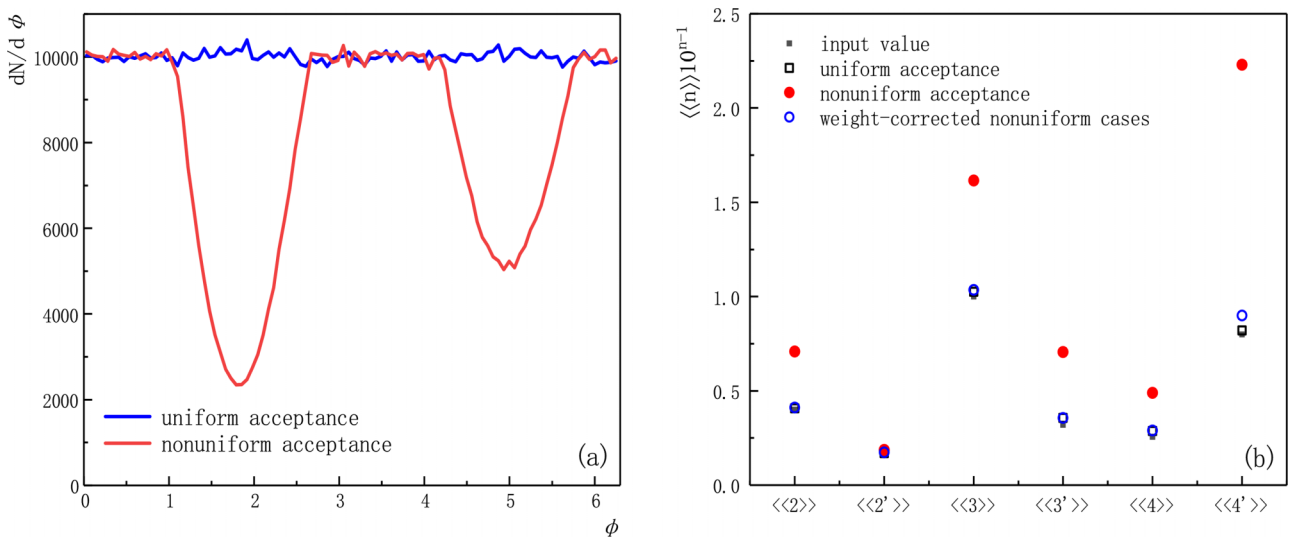 dN/d ϕ
10000
8000
6000
4000
2000
0
uniform acceptance
nonuniform acceptance
(a)
0 1 2 3 4 5 6
ϕ
⟨⟨n⟩⟩10ⁿ⁻¹
2.5
2.0
1.5
1.0
0.5
0.0
input value
uniform acceptance
nonuniform acceptance
weight-corrected nonuniform cases
(b)
<<2>> <<2'>> <<3>> <<3'>> <<4>> <<4'>>